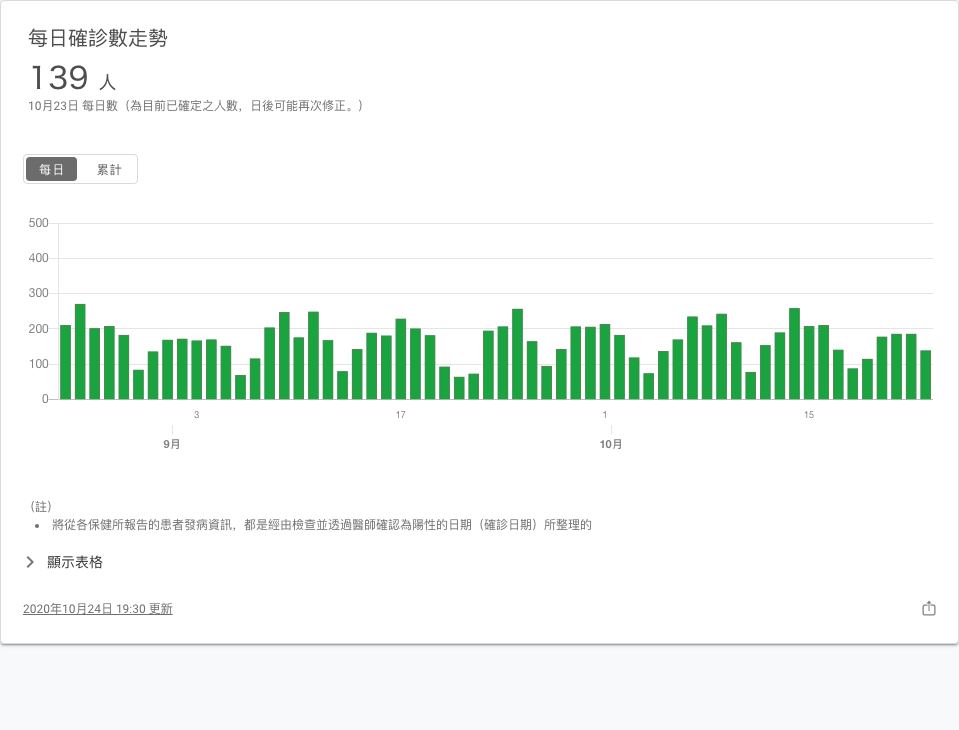 每日確診數走勢
139 人
10月23日 每日數（為目前已確定之人數，日後可能再次修正。）
每日 累計
500
400
300
200
100
0
3 17 1 15
9月 10月
（註）
• 將從各保健所報告的患者發病資訊，都是經由檢查並透過醫師確認為陽性的日期（確診日期）所整理的
顯示表格
2020年10月24日 19:30 更新